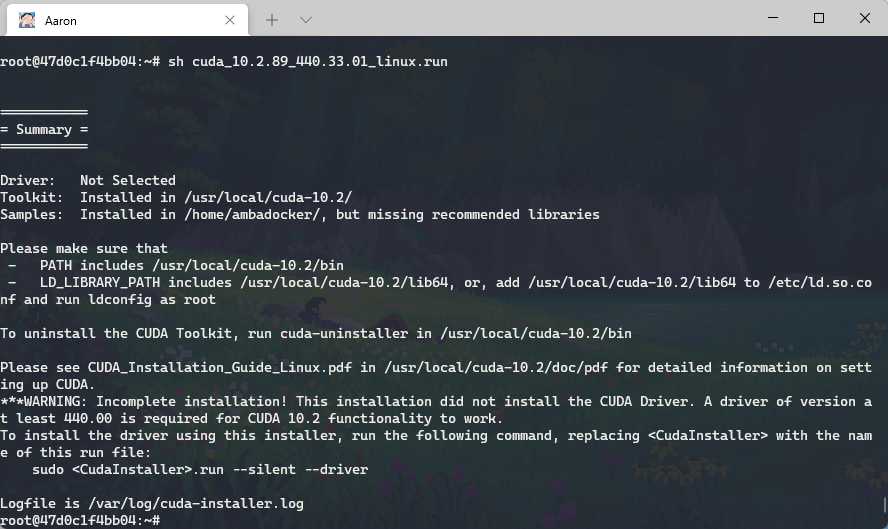 Aaron
root@47d0c1f4bb04:~# sh cuda_10.2.89_440.33.01_linux.run
===========
= Summary =
===========
Driver:   Not Selected
Toolkit:  Installed in /usr/local/cuda-10.2/
Samples:  Installed in /home/ambadocker/, but missing recommended libraries
Please make sure that
 -   PATH includes /usr/local/cuda-10.2/bin
 -   LD_LIBRARY_PATH includes /usr/local/cuda-10.2/lib64, or, add /usr/local/cuda-10.2/lib64 to /etc/ld.so.co
nf and run ldconfig as root
To uninstall the CUDA Toolkit, run cuda-uninstaller in /usr/local/cuda-10.2/bin
Please see CUDA_Installation_Guide_Linux.pdf in /usr/local/cuda-10.2/doc/pdf for detailed information on sett
ing up CUDA.
***WARNING: Incomplete installation! This installation did not install the CUDA Driver. A driver of version a
t least 440.00 is required for CUDA 10.2 functionality to work.
To install the driver using this installer, run the following command, replacing <CudaInstaller> with the nam
e of this run file:
    sudo <CudaInstaller>.run --silent --driver
Logfile is /var/log/cuda-installer.log
root@47d0c1f4bb04:~#